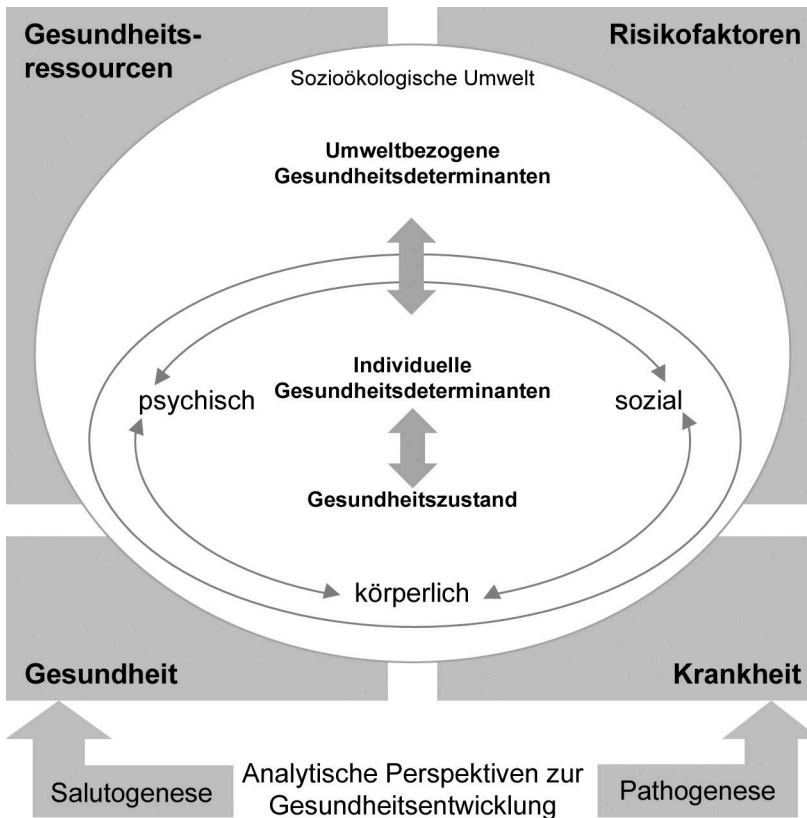 Gesundheits-
ressourcen
Risikofaktoren
Sozioökologische Umwelt
Umweltbezogene
Gesundheitsdeterminanten
Individuelle
Gesundheitsdeterminanten
psychisch
sozial
Gesundheitszustand
körperlich
Gesundheit
Krankheit
Salutogenese
Analytische Perspektiven zur
Gesundheitsentwicklung
Pathogenese